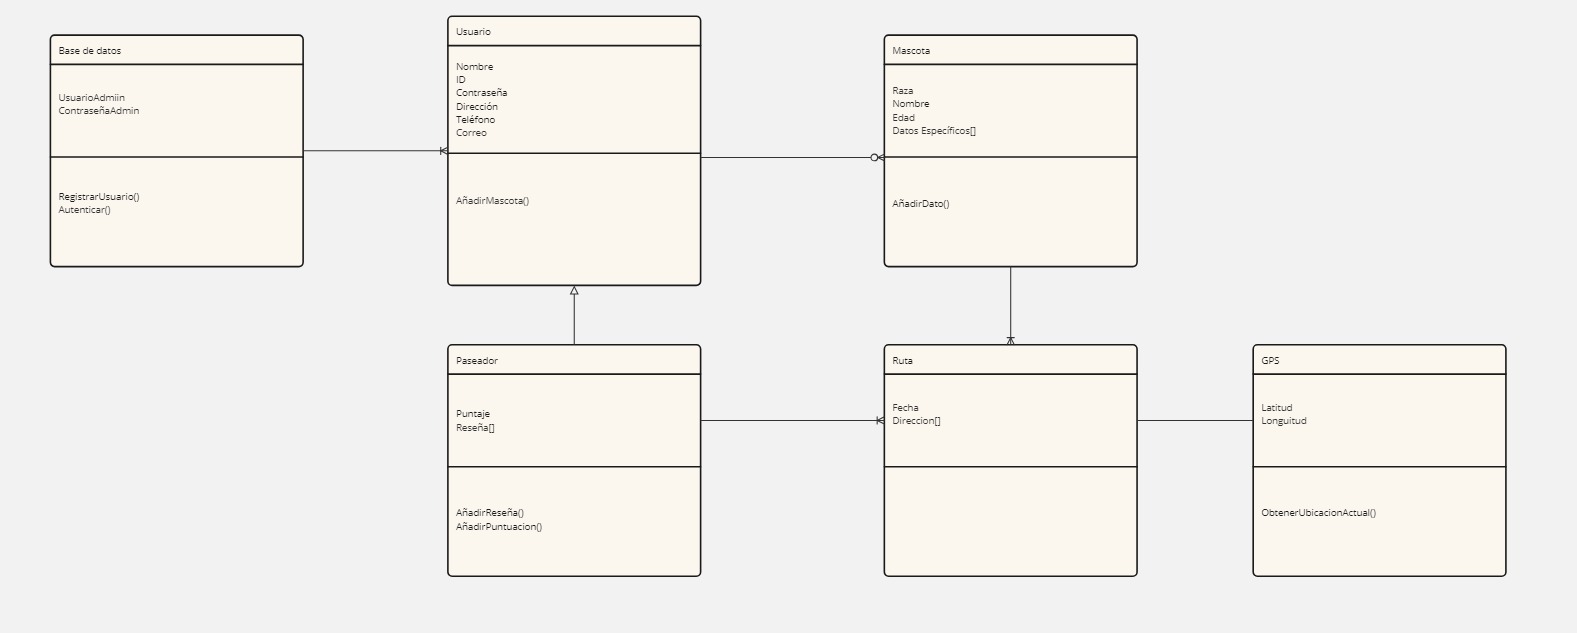 Base de datos
UsuarioAdmiin
ContraseñaAdmin
RegistrarUsuario()
Autenticar()
Usuario
Nombre
ID
Contraseña
Dirección
Teléfono
Correo
AñadirMascota()
Mascota
Raza
Nombre
Edad
Datos Específicos[]
AñadirDato()
Paseador
Puntaje
Reseña[]
AñadirReseña()
AñadirPuntuacion()
Ruta
Fecha
Direccion[]
GPS
Latitud
Longuitud
ObtenerUbicacionActual()